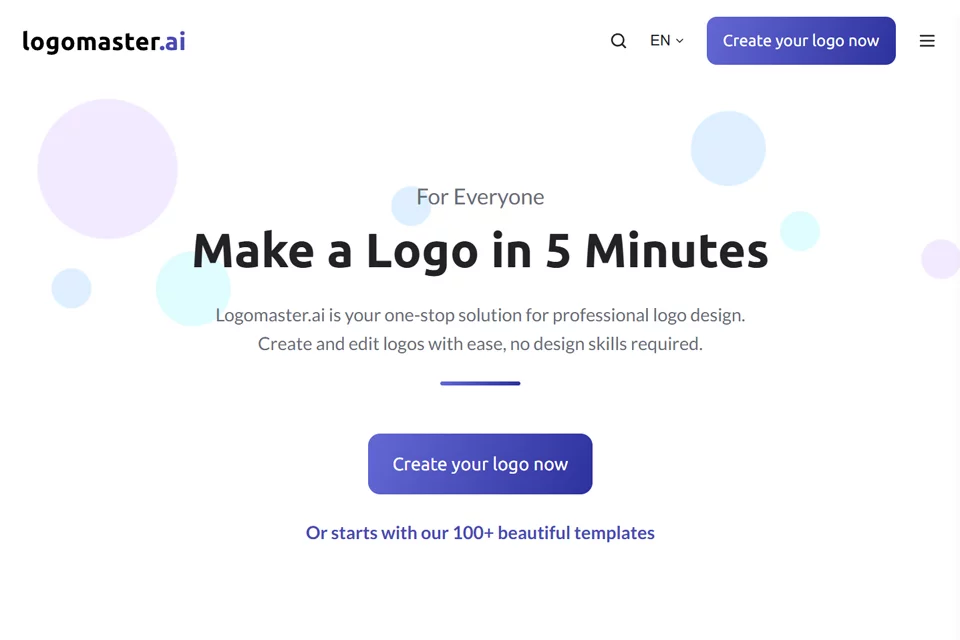 logomaster.ai
EN
Create your logo now
For Everyone
Make a Logo in 5 Minutes
Logomaster.ai is your one-stop solution for professional logo design.
Create and edit logos with ease, no design skills required.
Create your logo now
Or starts with our 100+ beautiful templates